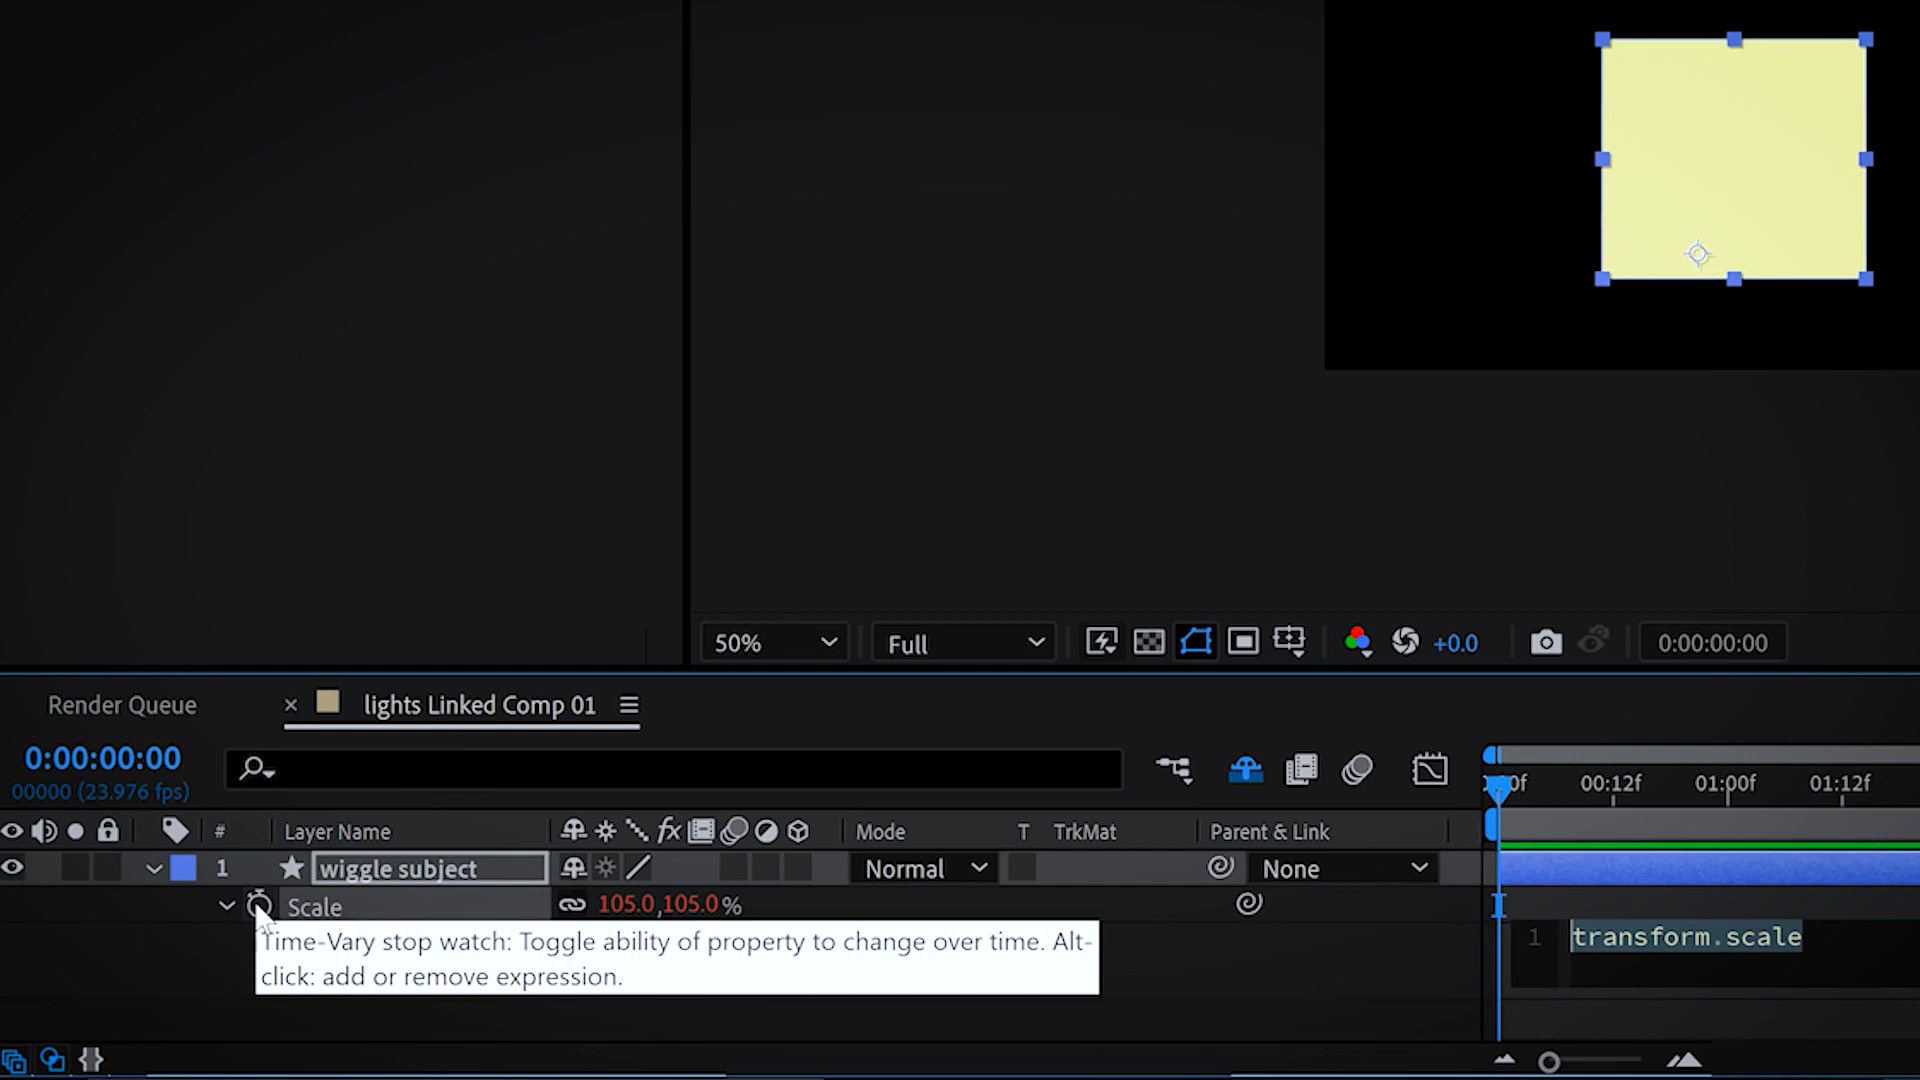 50%
Full
+0.0
0:00:00:00
Render Queue
× lights Linked Comp 01
0:00:00:00
00000 (23.976 fps)
00:12f
01:00f
01:12f
#
Layer Name
fx
Mode
T
TrkMat
Parent & Link
1
wiggle subject
Normal
None
Scale
105.0,105.0%
Time-Vary stop watch: Toggle ability of property to change over time. Alt-
click: add or remove expression.
1 transform.scale